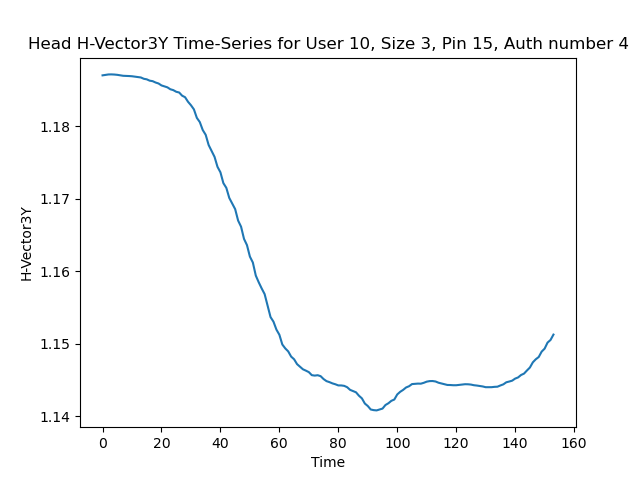 Head H-Vector3Y Time-Series for User 10, Size 3, Pin 15, Auth number 4
1.18
1.17
1.16
1.15
1.14
H-Vector3Y
0 20 40 60 80 100 120 140 160
Time